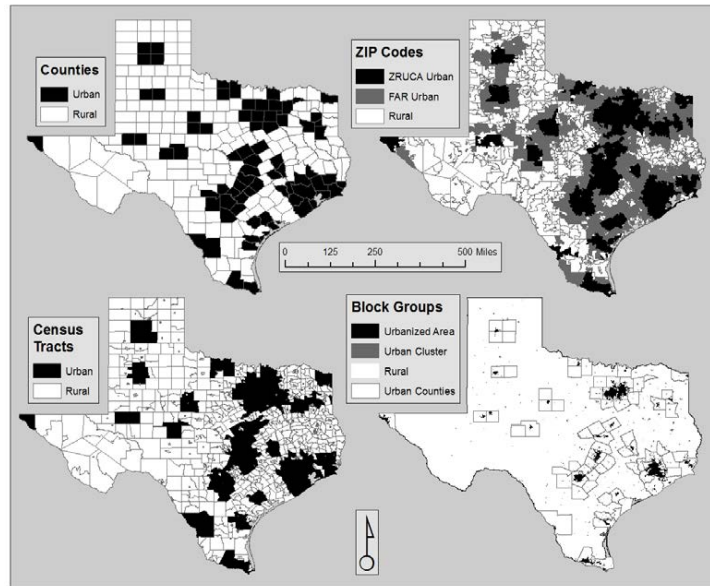 Counties
Urban
Rural
ZIP Codes
ZRUCA Urban
FAR Urban
Rural
0 125 250 500 Miles
Census
Tracts
Urban
Rural
Block Groups
Urbanized Area
Urban Cluster
Rural
Urban Counties